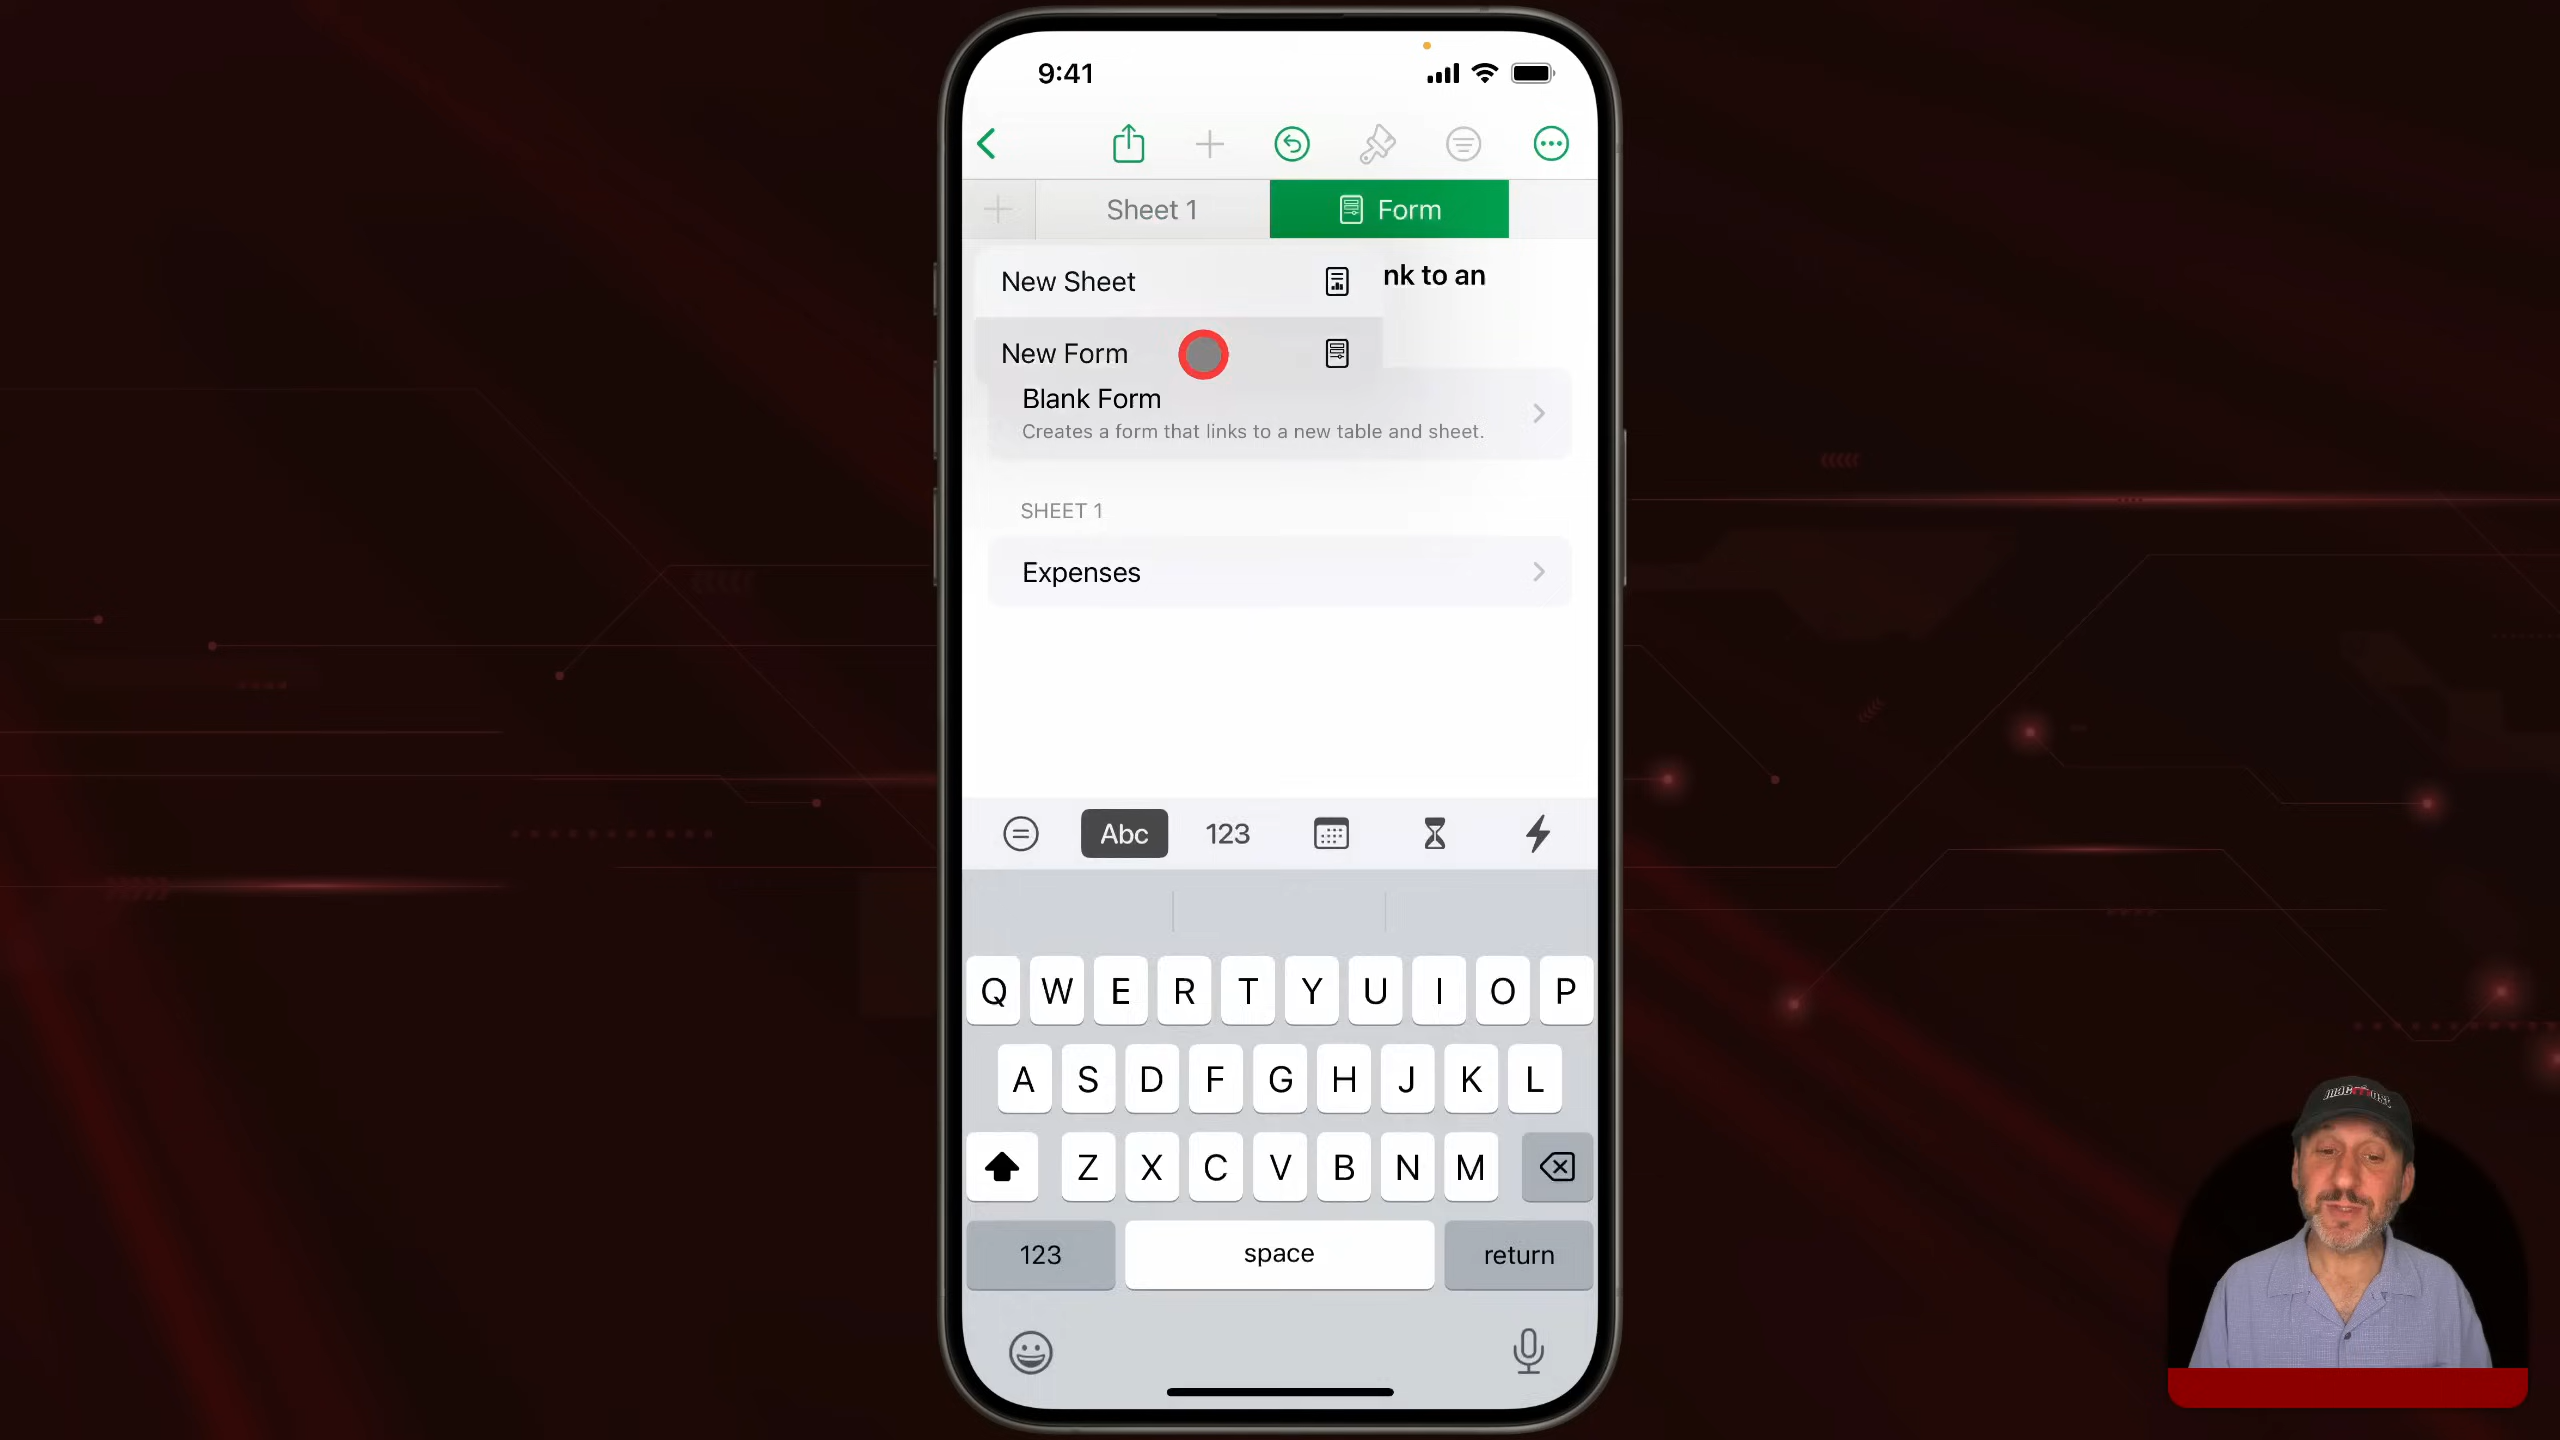 9:41
Sheet 1
Form
New Sheet
nk to an
New Form
Blank Form
Creates a form that links to a new table and sheet.
SHEET 1
Expenses
Abc
123
Q W E R T Y U I O P
A S D F G H J K L
Z X C V B N M
123
space
return